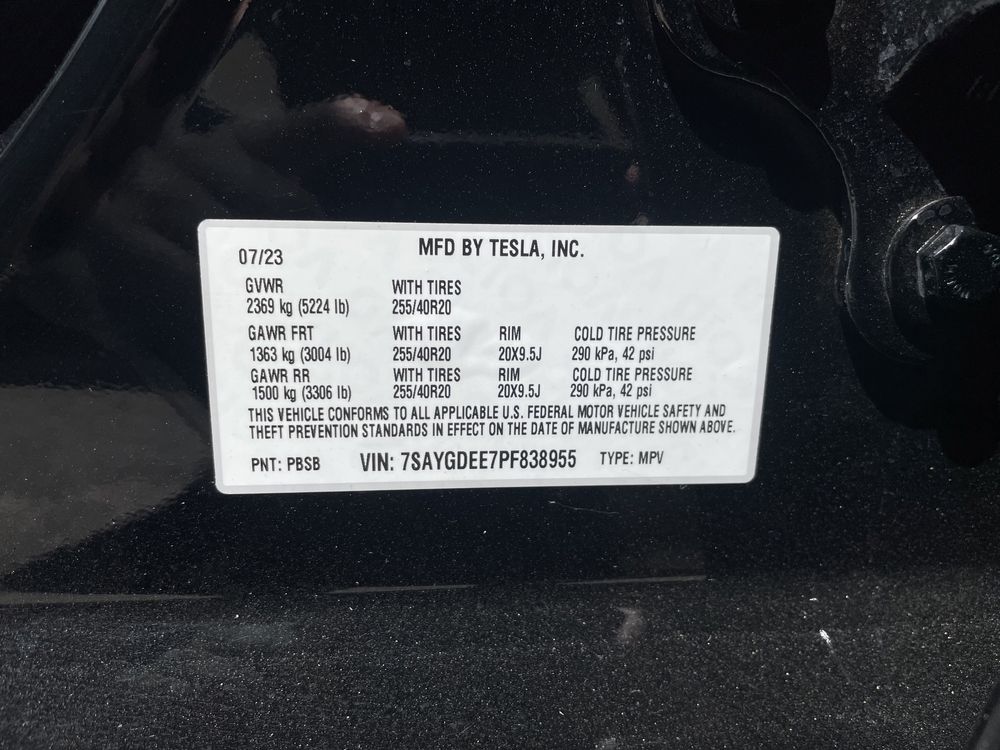 MFD BY TESLA, INC.
07/23
GVWR WITH TIRES
2369 kg (5224 lb) 255/40R20
GAWR FRT WITH TIRES RIM COLD TIRE PRESSURE
1363 kg (3004 lb) 255/40R20 20X9.5J 290 kPa, 42 psi
GAWR RR WITH TIRES RIM COLD TIRE PRESSURE
1500 kg (3306 lb) 255/40R20 20X9.5J 290 kPa, 42 psi
THIS VEHICLE CONFORMS TO ALL APPLICABLE U.S. FEDERAL MOTOR VEHICLE SAFETY AND
THEFT PREVENTION STANDARDS IN EFFECT ON THE DATE OF MANUFACTURE SHOWN ABOVE.
PNT: PBSB VIN: 7SAYGDEE7PF838955 TYPE: MPV